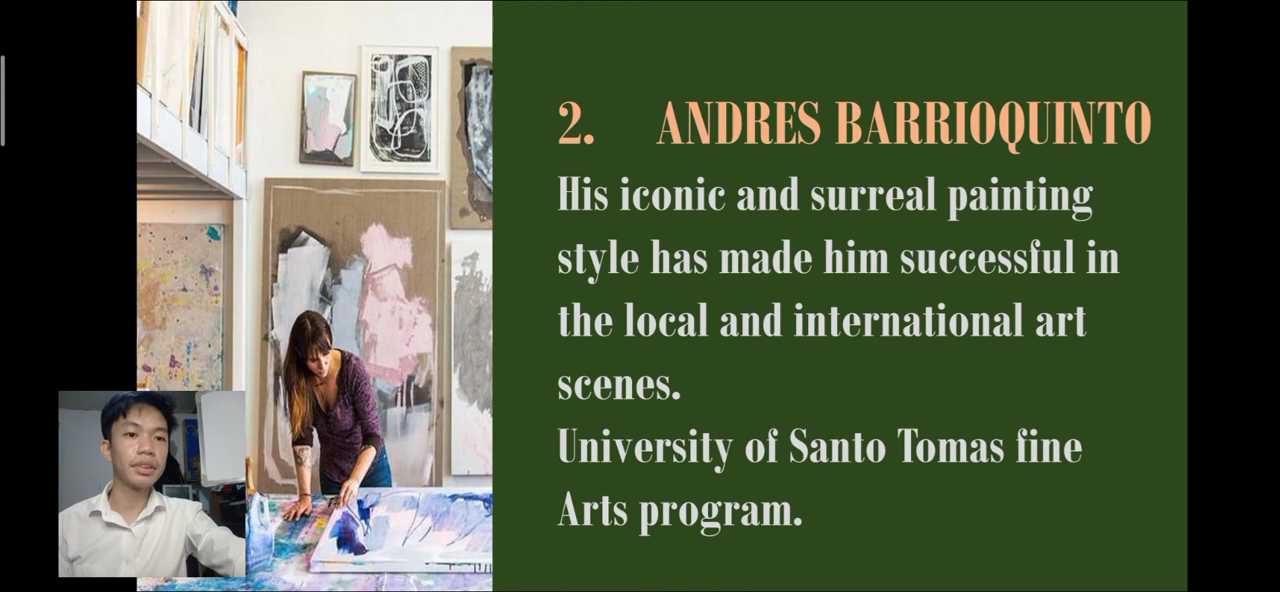 2. ANDRES BARRIOQUINTO
His iconic and surreal painting
style has made him successful in
the local and international art
scenes.
University of Santo Tomas fine
Arts program.